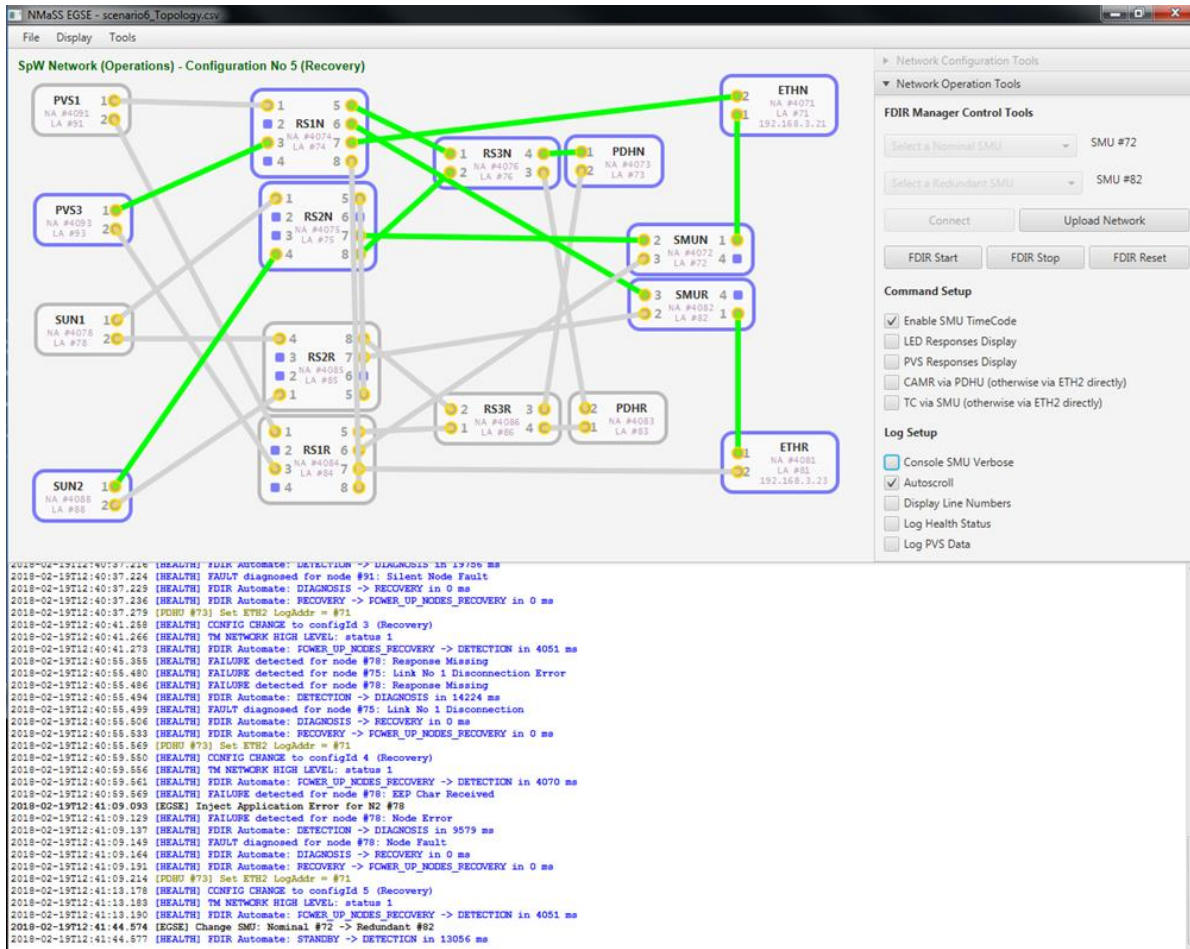 NMaSS EGSE - scenario6_Topology.csv
File Display Tools
SpW Network (Operations) - Configuration No 5 (Recovery)
PVS1
NA #4091
LA #91
1
2
PVS3
NA #4093
LA #93
1
2
SUN1
NA #4078
LA #78
1
2
SUN2
NA #4088
LA #88
1
2
1 5
2 RS1N 6
NA #4074
3 LA #74 7
4 8
1 5
2 RS2N 6
3 NA #4075 7
LA #75
4 8
4 8
3 RS2R 7
NA #4085
2 LA #85 6
1 5
1 5
2 RS1R 6
NA #4084
3 LA #84 7
4 8
1 RS3N 4
NA #4076
2 LA #76 3
1 PDHN
NA #4073
2 LA #73
2 RS3R 3
NA #4086
1 LA #86 4
2 PDHR
NA #4083
1 LA #83
ETHN
2 NA #4071
1 LA #71
192.168.3.21
2 SMUN 1
NA #4072
3 LA #72 4
3 SMUR 4
NA #4082
2 LA #82 1
ETHR
1 NA #4081
2 LA #81
192.168.3.23
Network Configuration Tools
Network Operation Tools
FDIR Manager Control Tools
Select a Nominal SMU SMU #72
Select a Redundant SMU SMU #82
Connect Upload Network
FDIR Start FDIR Stop FDIR Reset
Command Setup
Enable SMU TimeCode
LED Responses Display
PVS Responses Display
CAMR via PDHU (otherwise via ETH2 directly)
TC via SMU (otherwise via ETH2 directly)
Log Setup
Console SMU Verbose
Autoscroll
Display Line Numbers
Log Health Status
Log PVS Data
2018-02-19T12:40:37.216 [HEALTH] FDIR Automate: DETECTION -> DIAGNOSIS in 19756 ms
2018-02-19T12:40:37.224 [HEALTH] FAULT diagnosed for node #91: Silent Node Fault
2018-02-19T12:40:37.229 [HEALTH] FDIR Automate: DIAGNOSIS -> RECOVERY in 0 ms
2018-02-19T12:40:37.236 [HEALTH] FDIR Automate: RECOVERY -> POWER_UP_NODES_RECOVERY in 0 ms
2018-02-19T12:40:37.279 [PDHU #73] Set ETH2 LogAddr = #71
2018-02-19T12:40:41.258 [HEALTH] CONFIG CHANGE to configId 3 (Recovery)
2018-02-19T12:40:41.266 [HEALTH] TM NETWORK HIGH LEVEL: status 1
2018-02-19T12:40:41.273 [HEALTH] FDIR Automate: POWER_UP_NODES_RECOVERY -> DETECTION in 4051 ms
2018-02-19T12:40:55.355 [HEALTH] FAILURE detected for node #78: Response Missing
2018-02-19T12:40:55.480 [HEALTH] FAILURE detected for node #75: Link No 1 Disconnection Error
2018-02-19T12:40:55.486 [HEALTH] FAILURE detected for node #78: Response Missing
2018-02-19T12:40:55.494 [HEALTH] FDIR Automate: DETECTION -> DIAGNOSIS in 14224 ms
2018-02-19T12:40:55.499 [HEALTH] FAULT diagnosed for node #75: Link No 1 Disconnection
2018-02-19T12:40:55.506 [HEALTH] FDIR Automate: DIAGNOSIS -> RECOVERY in 0 ms
2018-02-19T12:40:55.533 [HEALTH] FDIR Automate: RECOVERY -> POWER_UP_NODES_RECOVERY in 0 ms
2018-02-19T12:40:55.569 [PDHU #73] Set ETH2 LogAddr = #71
2018-02-19T12:40:59.550 [HEALTH] CONFIG CHANGE to configId 4 (Recovery)
2018-02-19T12:40:59.556 [HEALTH] TM NETWORK HIGH LEVEL: status 1
2018-02-19T12:40:59.561 [HEALTH] FDIR Automate: POWER_UP_NODES_RECOVERY -> DETECTION in 4070 ms
2018-02-19T12:40:59.569 [HEALTH] FAILURE detected for node #78: EEP Char Received
2018-02-19T12:41:09.093 [EGSE] Inject Application Error for N2 #78
2018-02-19T12:41:09.129 [HEALTH] FAILURE detected for node #78: Node Error
2018-02-19T12:41:09.137 [HEALTH] FDIR Automate: DETECTION -> DIAGNOSIS in 9579 ms
2018-02-19T12:41:09.149 [HEALTH] FAULT diagnosed for node #78: Node Fault
2018-02-19T12:41:09.164 [HEALTH] FDIR Automate: DIAGNOSIS -> RECOVERY in 0 ms
2018-02-19T12:41:09.191 [HEALTH] FDIR Automate: RECOVERY -> POWER_UP_NODES_RECOVERY in 0 ms
2018-02-19T12:41:09.214 [PDHU #73] Set ETH2 LogAddr = #71
2018-02-19T12:41:13.178 [HEALTH] CONFIG CHANGE to configId 5 (Recovery)
2018-02-19T12:41:13.183 [HEALTH] TM NETWORK HIGH LEVEL: status 1
2018-02-19T12:41:13.190 [HEALTH] FDIR Automate: POWER_UP_NODES_RECOVERY -> DETECTION in 4051 ms
2018-02-19T12:41:44.574 [EGSE] Change SMU: Nominal #72 -> Redundant #82
2018-02-19T12:41:44.577 [HEALTH] FDIR Automate: STANDBY -> DETECTION in 13056 ms